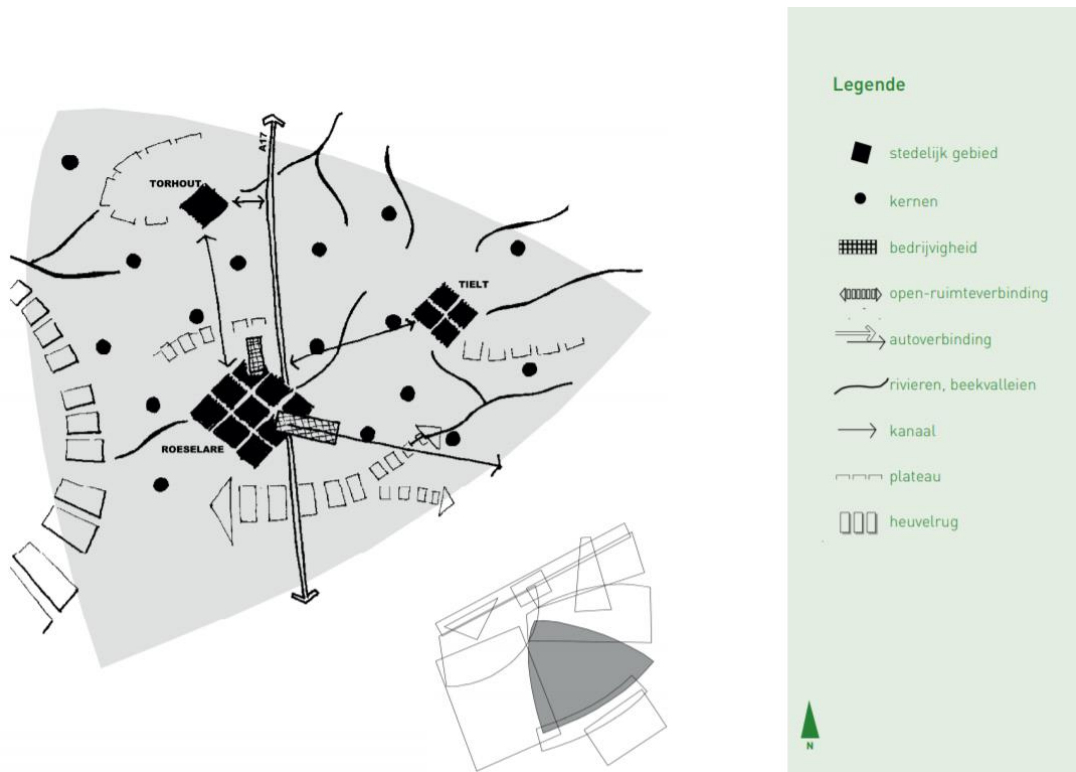 A17
TORHOUT
TIELT
ROESELARE
Legende
stedelijk gebied
kernen
bedrijvigheid
open-ruimteverbinding
autoverbinding
rivieren, beekvalleien
kanaal
plateau
heuvelrug
N